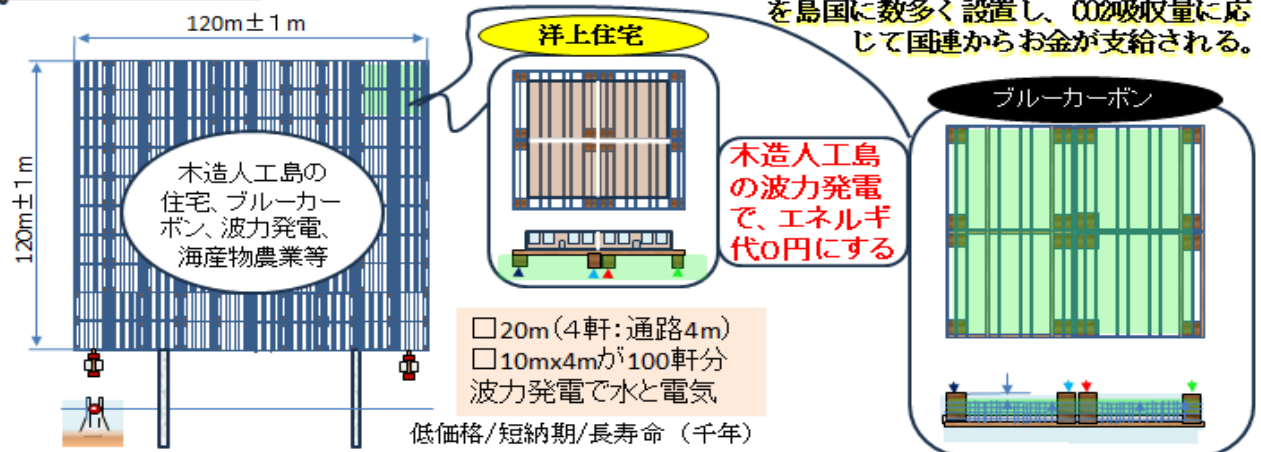 を島国に数多く設置し、CO2吸収量に応
じて国連からお金が支給される。
120m±1m
120m±1m
木造人工島の
住宅、ブルーカー
ボン、波力発電、
海産物農業等
洋上住宅
木造人工島
の波力発電
で、エネルギ
代0円にする
ブルーカーボン
□20m(4軒:通路4m)
□10mx4mが100軒分
波力発電で水と電気
低価格/短納期/長寿命（千年）